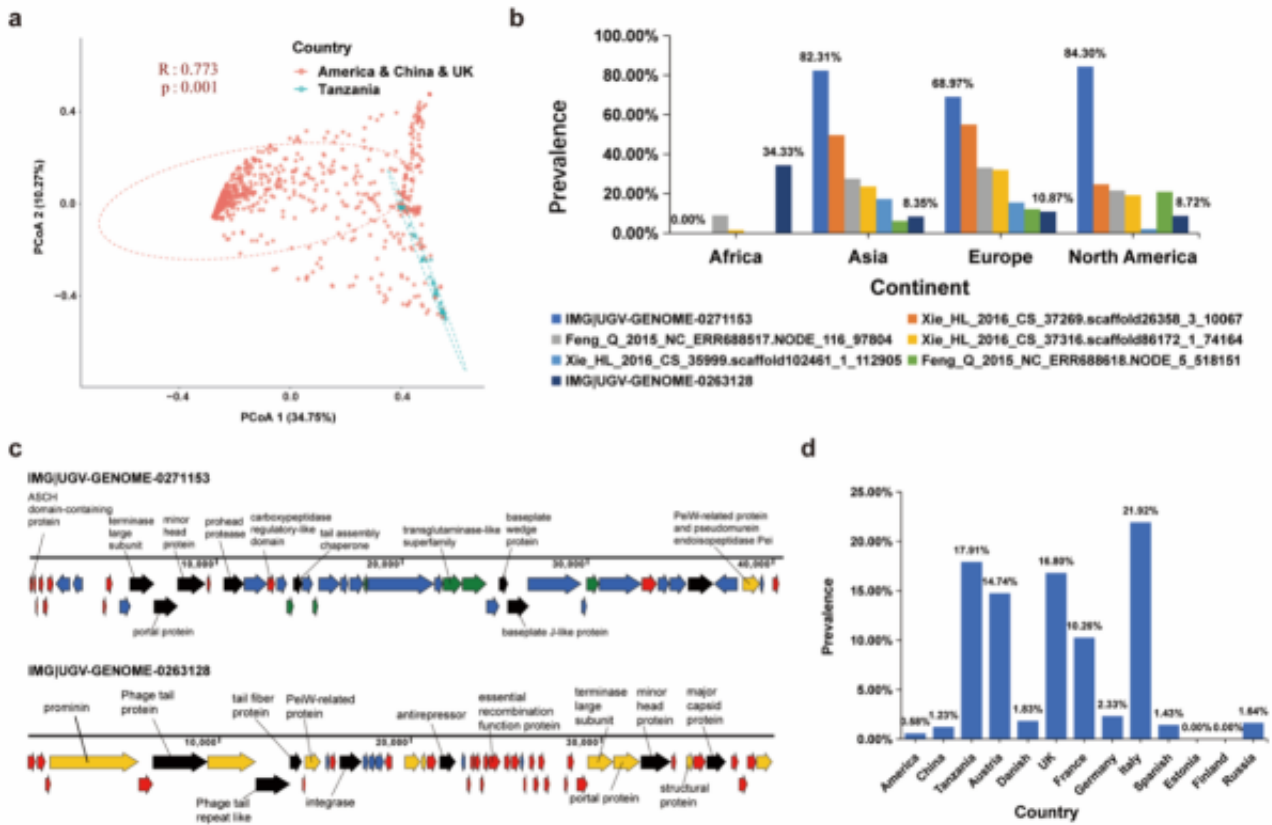 a
Country
America & China & UK
Tanzania
R : 0.773
p : 0.001
PCoA 2 (10.27%)
0.4
0.0
−0.4
−0.4
0.0
0.4
PCoA 1 (34.75%)
b
Prevalence
100.00%
80.00%
60.00%
40.00%
20.00%
0.00%
0.00%
34.33%
82.31%
8.35%
68.97%
10.87%
84.30%
8.72%
Africa
Asia
Europe
North America
Continent
IMG|UGV-GENOME-0271153
Xie_HL_2016_CS_37269.scaffold26358_3_10067
Feng_Q_2015_NC_ERR688517.NODE_116_97804
Xie_HL_2016_CS_37316.scaffold86172_1_74164
Xie_HL_2016_CS_35999.scaffold102461_1_112905
Feng_Q_2015_NC_ERR688618.NODE_5_518151
IMG|UGV-GENOME-0263128
c
IMG|UGV-GENOME-0271153
ASCH
domain-containing
protein
terminase
large
subunit
minor
head
protein
prohead
protease
carboxypeptidase
regulatory-like
domain
tail assembly
chaperone
transglutaminase-like
superfamily
baseplate
wedge
protein
PeiW-related protein
and pseudomurein
endoisopeptidase Pei
10,000
20,000
30,000
40,000
portal protein
baseplate J-like protein
IMG|UGV-GENOME-0263128
prominin
Phage tail
protein
tail fiber
protein
PeiW-related
protein
antirepressor
essential
recombination
function protein
terminase
large
subunit
minor
head
protein
major
capsid
protein
10,000
20,000
30,000
Phage tail
repeat like
integrase
portal protein
structural
protein
d
Prevalence
25.00%
20.00%
15.00%
10.00%
5.00%
0.00%
1.23%
17.91%
14.74%
1.83%
16.80%
10.26%
2.33%
21.92%
1.43%
0.00%
0.00%
1.64%
America
China
Tanzania
Austria
Danish
UK
France
Germany
Italy
Spanish
Estonia
Finland
Russia
Country